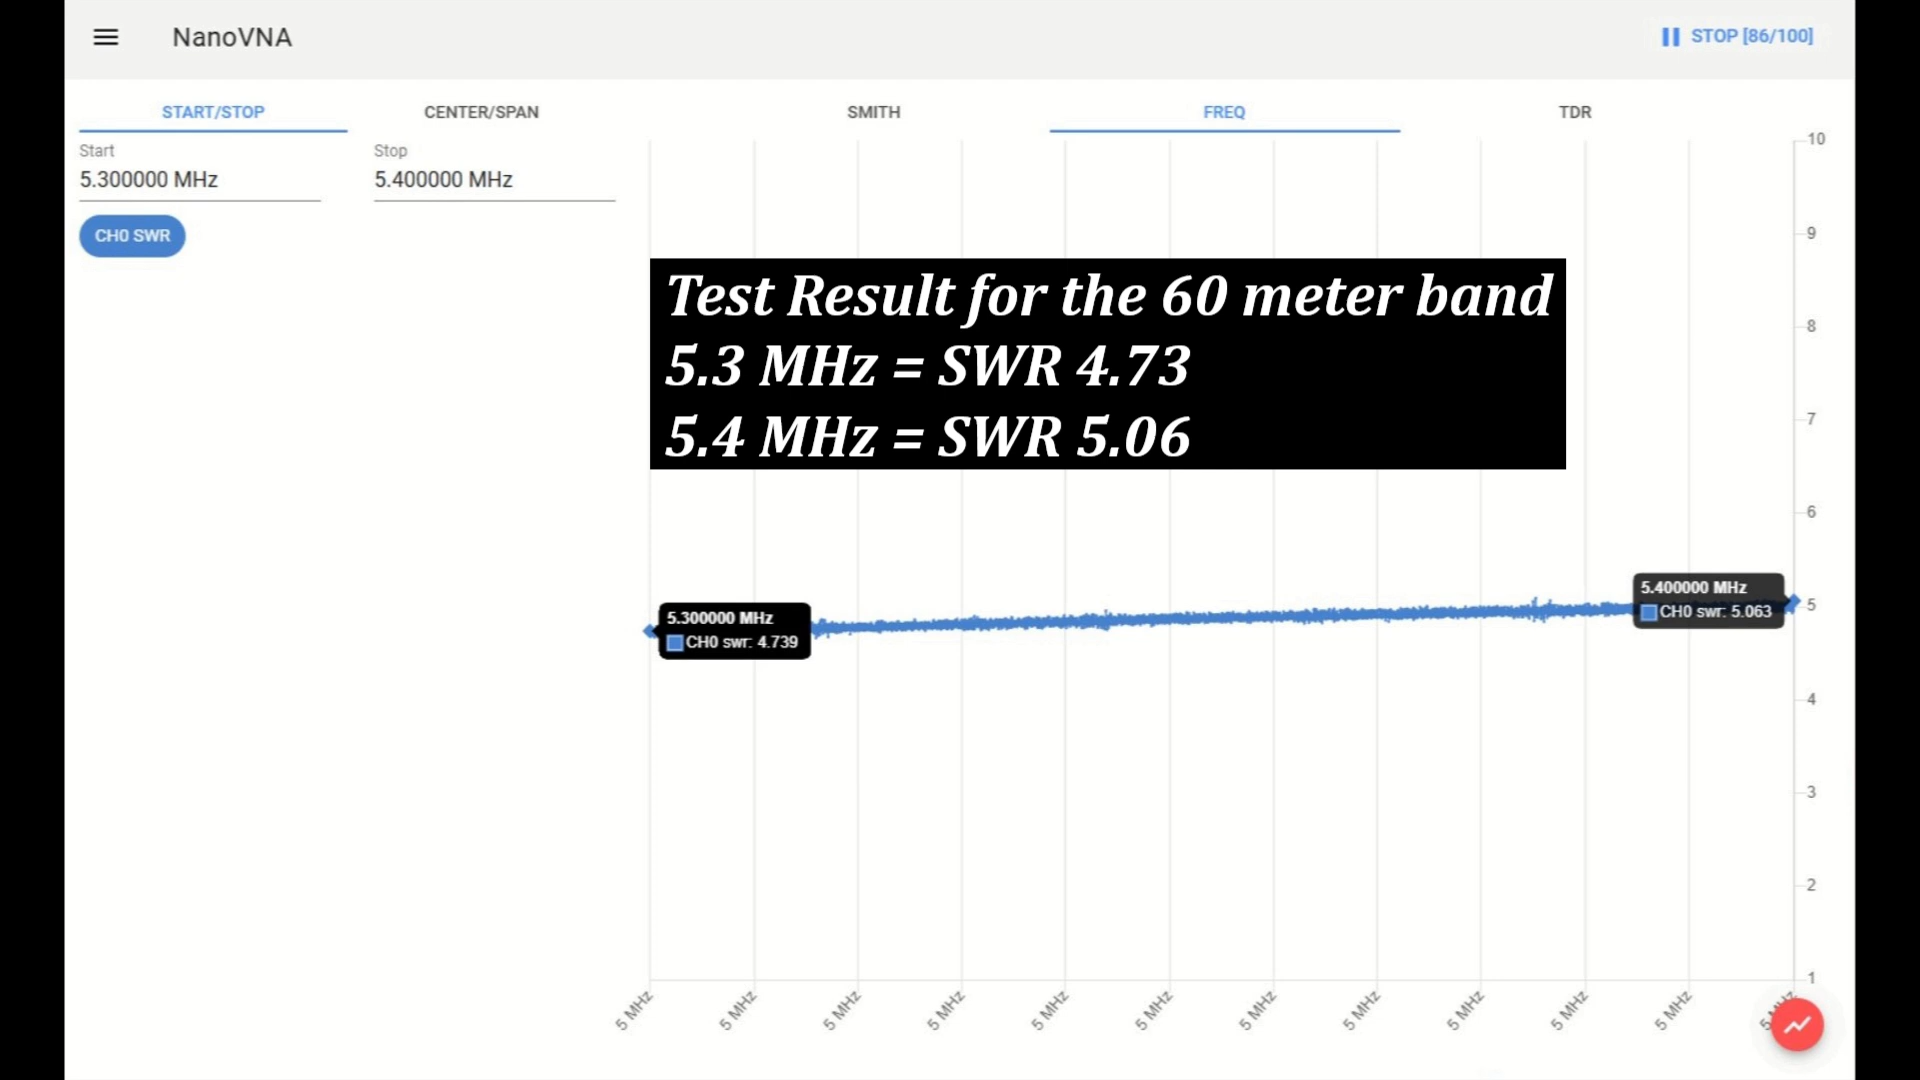 NanoVNA
STOP [86/100]
START/STOP
CENTER/SPAN
SMITH
FREQ
TDR
Start
5.300000 MHz
Stop
5.400000 MHz
CH0 SWR
Test Result for the 60 meter band
5.3 MHz = SWR 4.73
5.4 MHz = SWR 5.06
10
9
8
7
6
5
4
3
2
1
5.300000 MHz
CH0 swr: 4.739
5.400000 MHz
CH0 swr: 5.063
5 MHz
5 MHz
5 MHz
5 MHz
5 MHz
5 MHz
5 MHz
5 MHz
5 MHz
5 MHz
5 MHz